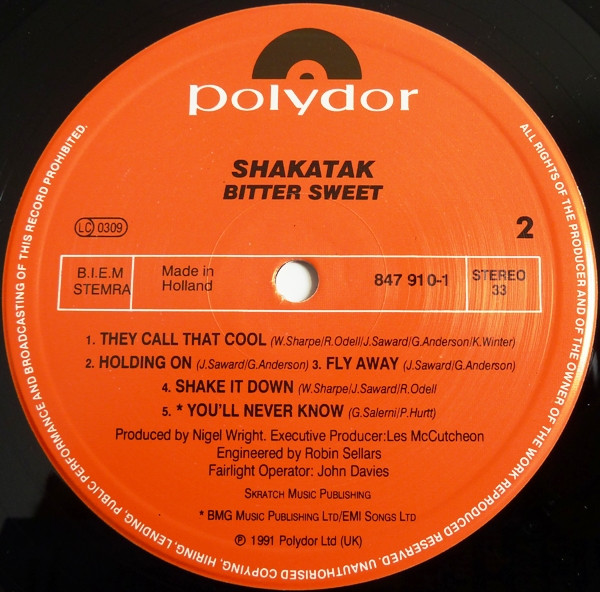 polydor
SHAKATAK
BITTER SWEET
LC 0309
2
B.I.E.M
STEMRA
Made in
Holland
847 910-1
STEREO
33
1. THEY CALL THAT COOL (W.Sharpe/R.Odell/J.Saward/G.Anderson/K.Winter)
2. HOLDING ON (J.Saward/G.Anderson) 3. FLY AWAY (J.Saward/G.Anderson)
4. SHAKE IT DOWN (W.Sharpe/J.Saward/R.Odell
5. * YOU'LL NEVER KNOW (G.Salerni/P.Hurtt)
Produced by Nigel Wright. Executive Producer:Les McCutcheon
Engineered by Robin Sellars
Fairlight Operator: John Davies
SKRATCH MUSIC PUBLISHING
* BMG MUSIC PUBLISHING LTD/EMI SONGS LTD
℗ 1991 Polydor Ltd (UK)
ALL RIGHTS OF THE PRODUCER AND OF THE OWNER OF THE WORK REPRODUCED RESERVED. UNAUTHORISED COPYING, HIRING, LENDING, PUBLIC PERFORMANCE AND BROADCASTING OF THIS RECORD PROHIBITED.